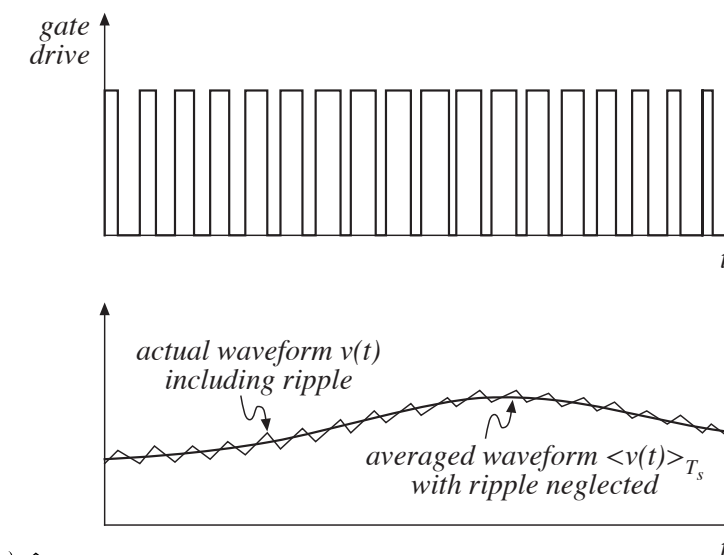 gate
drive
t
actual waveform v(t)
including ripple
averaged waveform <v(t)>Ts
with ripple neglected
t